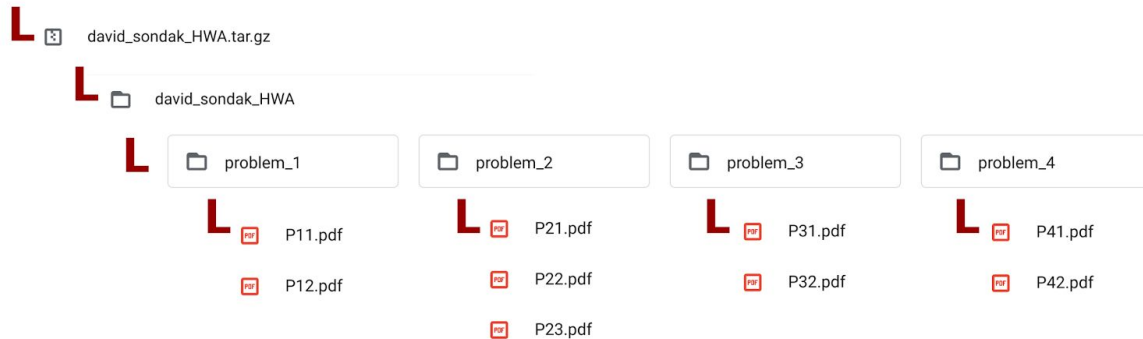 david_sondak_HWA.tar.gz
david_sondak_HWA
problem_1 problem_2 problem_3 problem_4
P11.pdf P21.pdf P31.pdf P41.pdf
P12.pdf P22.pdf P32.pdf P42.pdf
P23.pdf